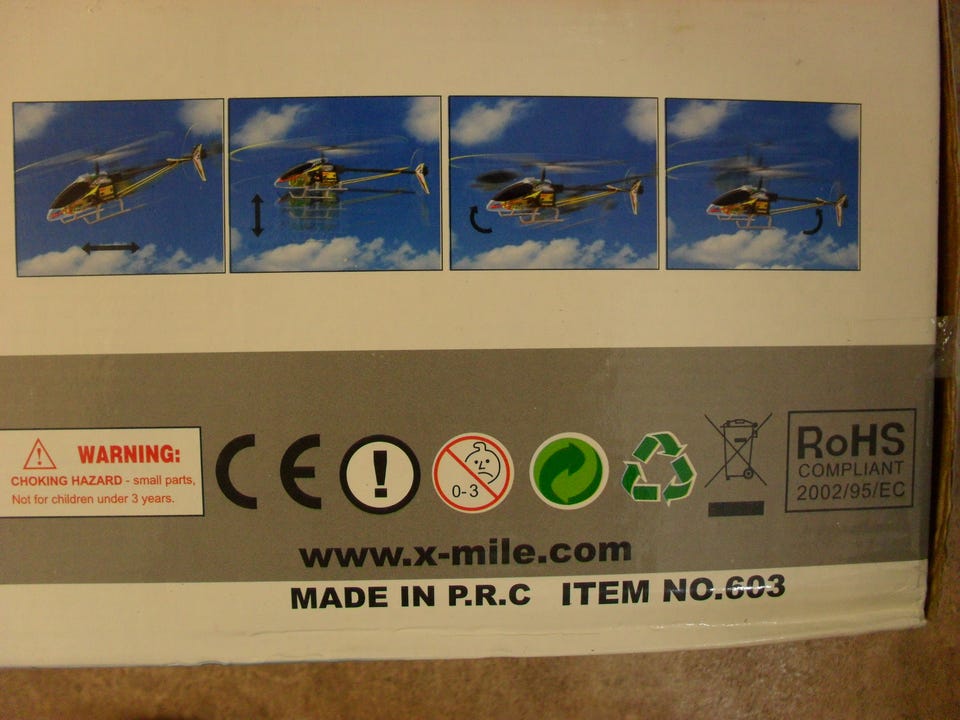 WARNING:
CHOKING HAZARD - small parts,
Not for children under 3 years.
CE
!
0-3
RoHS
COMPLIANT
2002/95/EC
www.x-mile.com
MADE IN P.R.C ITEM NO.603